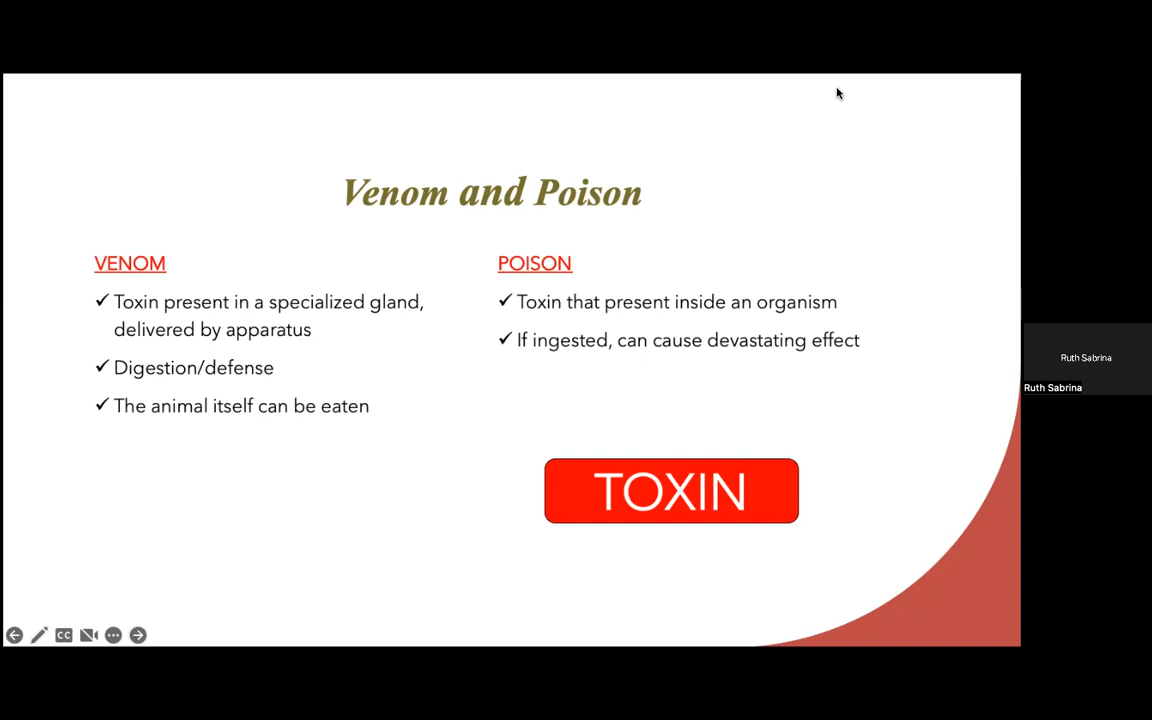 Venom and Poison
VENOM
✓ Toxin present in a specialized gland,
delivered by apparatus
✓ Digestion/defense
✓ The animal itself can be eaten
POISON
✓ Toxin that present inside an organism
✓ If ingested, can cause devastating effect
TOXIN
Ruth Sabrina
Ruth Sabrina
CC